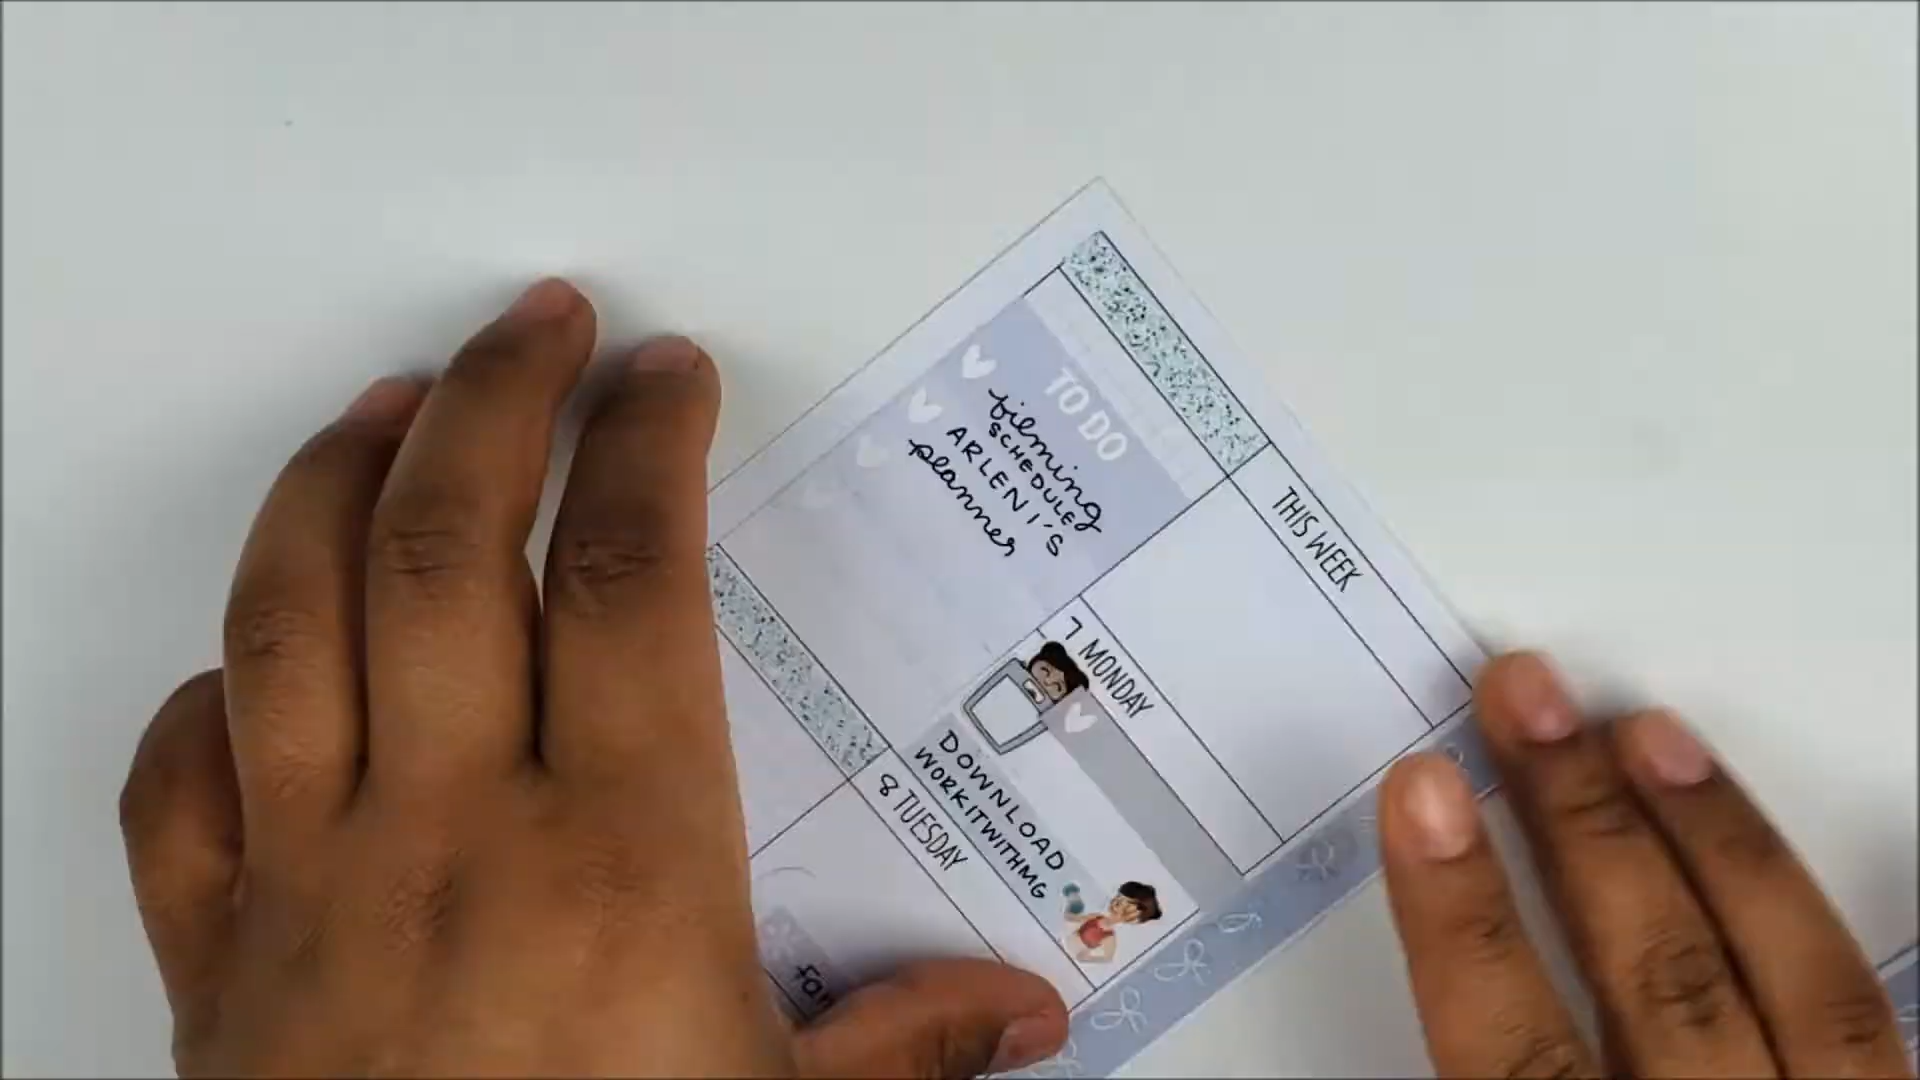 TO DO
filming
SCHEDULE
ARLENI'S
planner
THIS WEEK
7 MONDAY
DOWNLOAD
WORKITWITHMG
8 TUESDAY